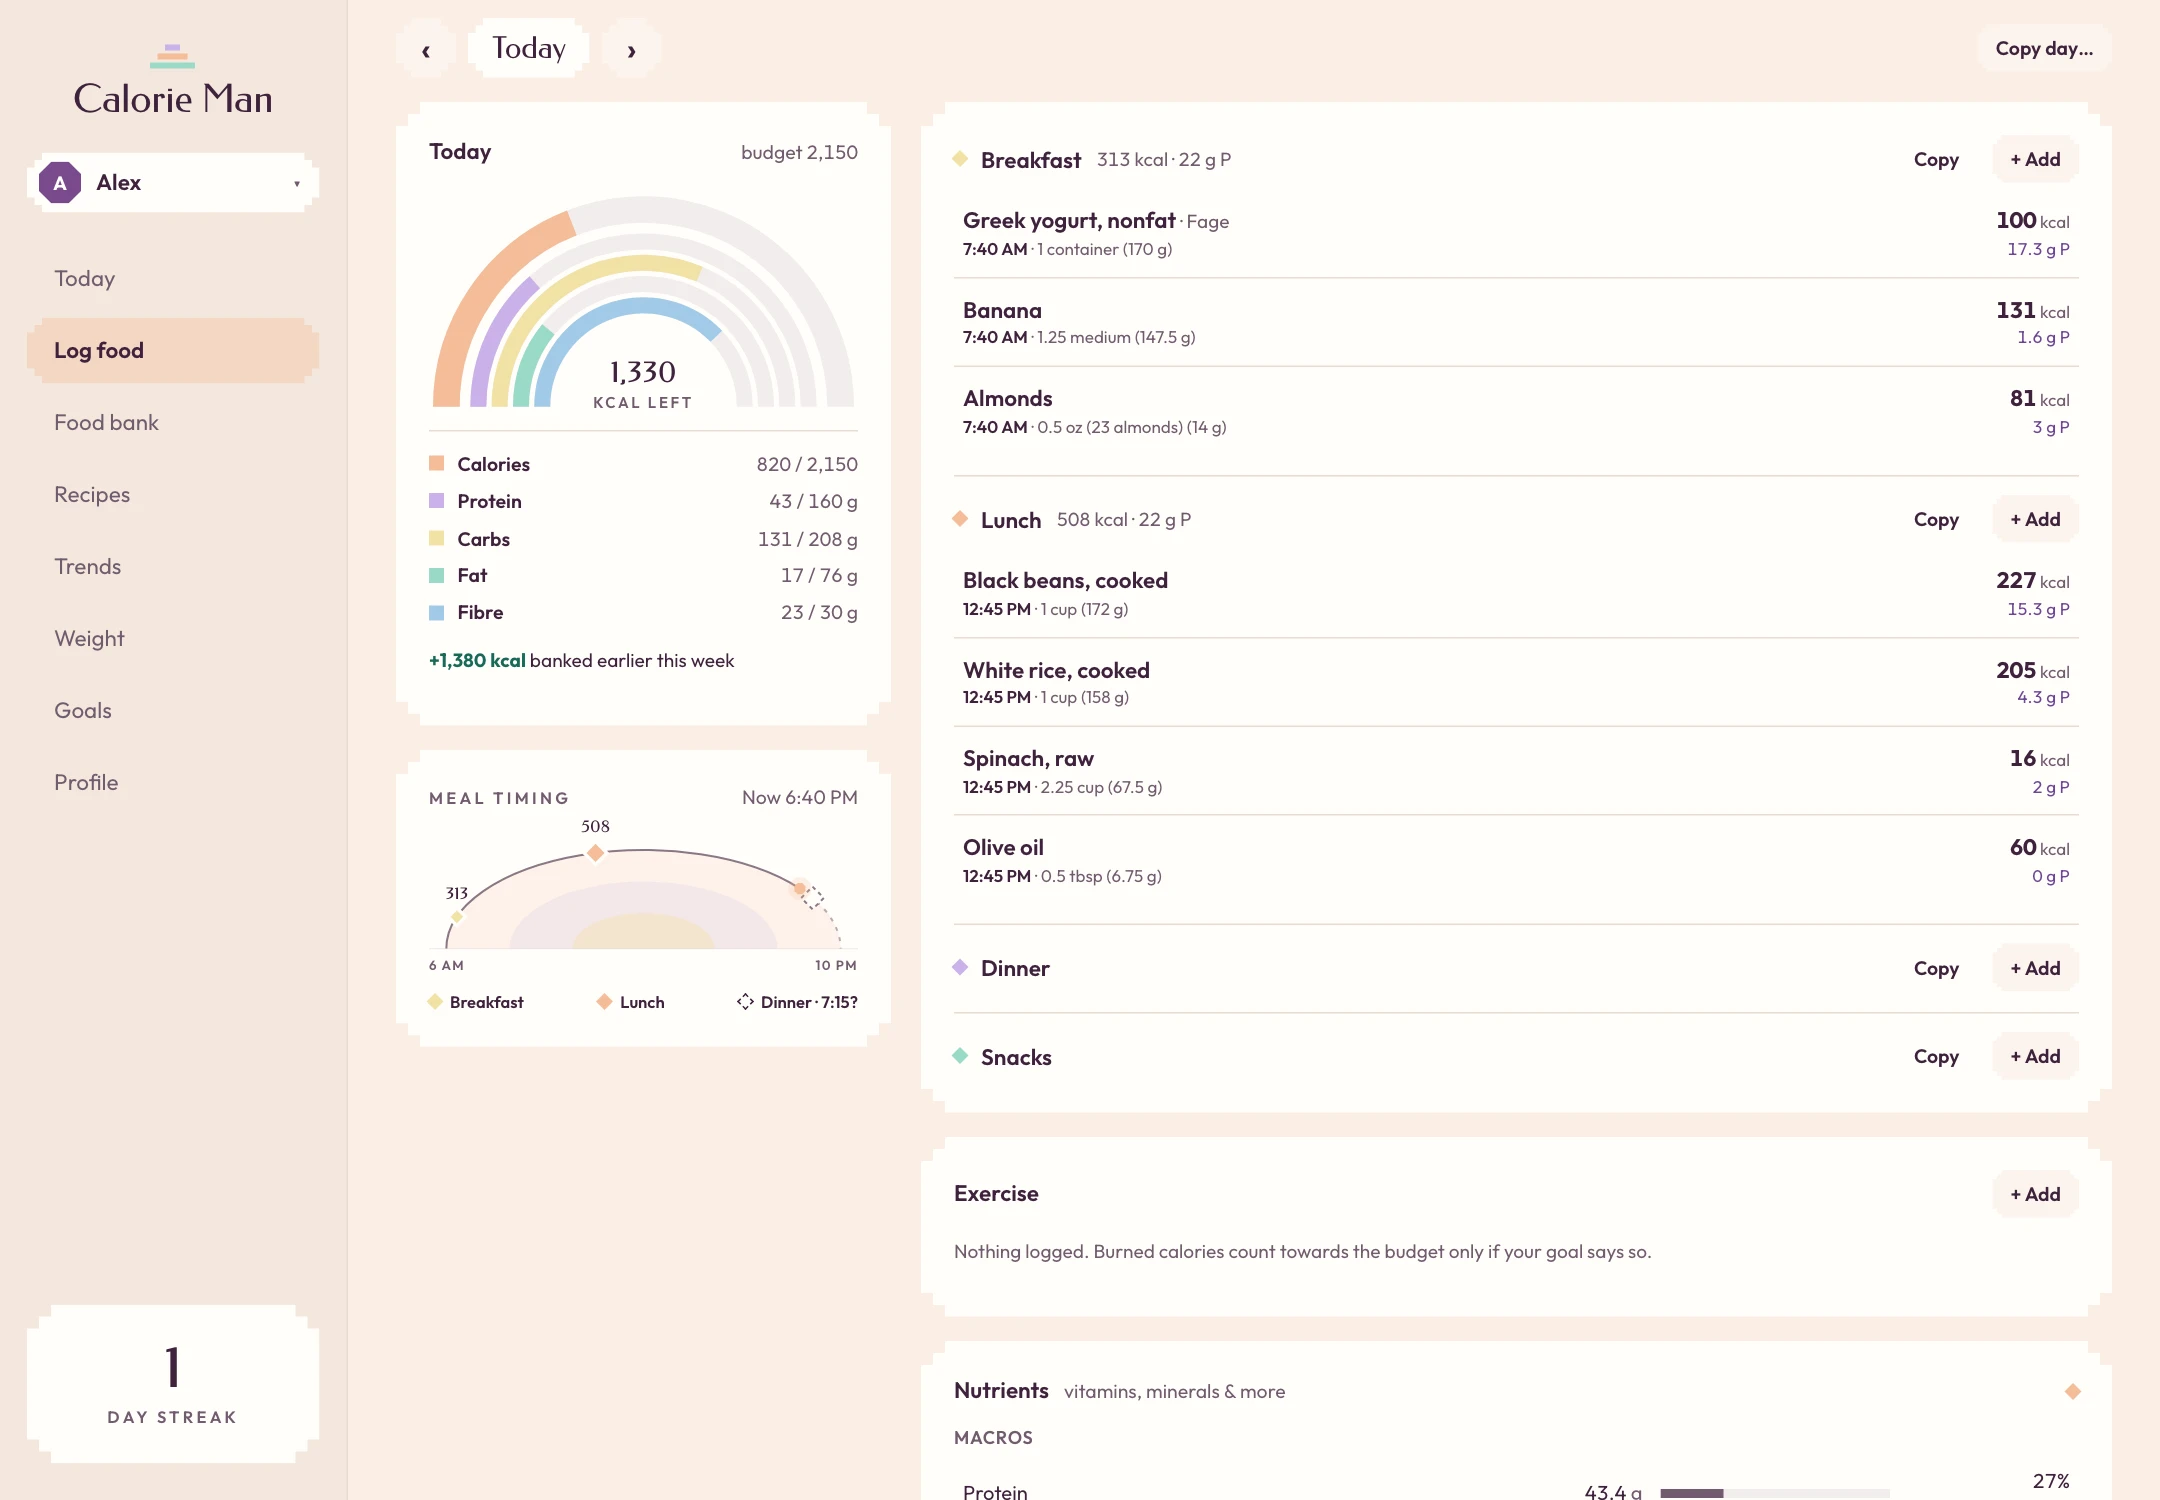 Calorie Man
A Alex
Today
Log food
Food bank
Recipes
Trends
Weight
Goals
Profile
1
DAY STREAK
‹ Today ›
Copy day...
Today budget 2,150
1,330
KCAL LEFT
Calories 820 / 2,150
Protein 43 / 160 g
Carbs 131 / 208 g
Fat 17 / 76 g
Fibre 23 / 30 g
+1,380 kcal banked earlier this week
MEAL TIMING Now 6:40 PM
508
313
6 AM 10 PM
Breakfast Lunch Dinner · 7:15?
Breakfast 313 kcal · 22 g P Copy + Add
Greek yogurt, nonfat · Fage 100 kcal
7:40 AM · 1 container (170 g) 17.3 g P
Banana 131 kcal
7:40 AM · 1.25 medium (147.5 g) 1.6 g P
Almonds 81 kcal
7:40 AM · 0.5 oz (23 almonds) (14 g) 3 g P
Lunch 508 kcal · 22 g P Copy + Add
Black beans, cooked 227 kcal
12:45 PM · 1 cup (172 g) 15.3 g P
White rice, cooked 205 kcal
12:45 PM · 1 cup (158 g) 4.3 g P
Spinach, raw 16 kcal
12:45 PM · 2.25 cup (67.5 g) 2 g P
Olive oil 60 kcal
12:45 PM · 0.5 tbsp (6.75 g) 0 g P
Dinner Copy + Add
Snacks Copy + Add
Exercise + Add
Nothing logged. Burned calories count towards the budget only if your goal says so.
Nutrients vitamins, minerals & more
MACROS
Protein 43.4 g 27%